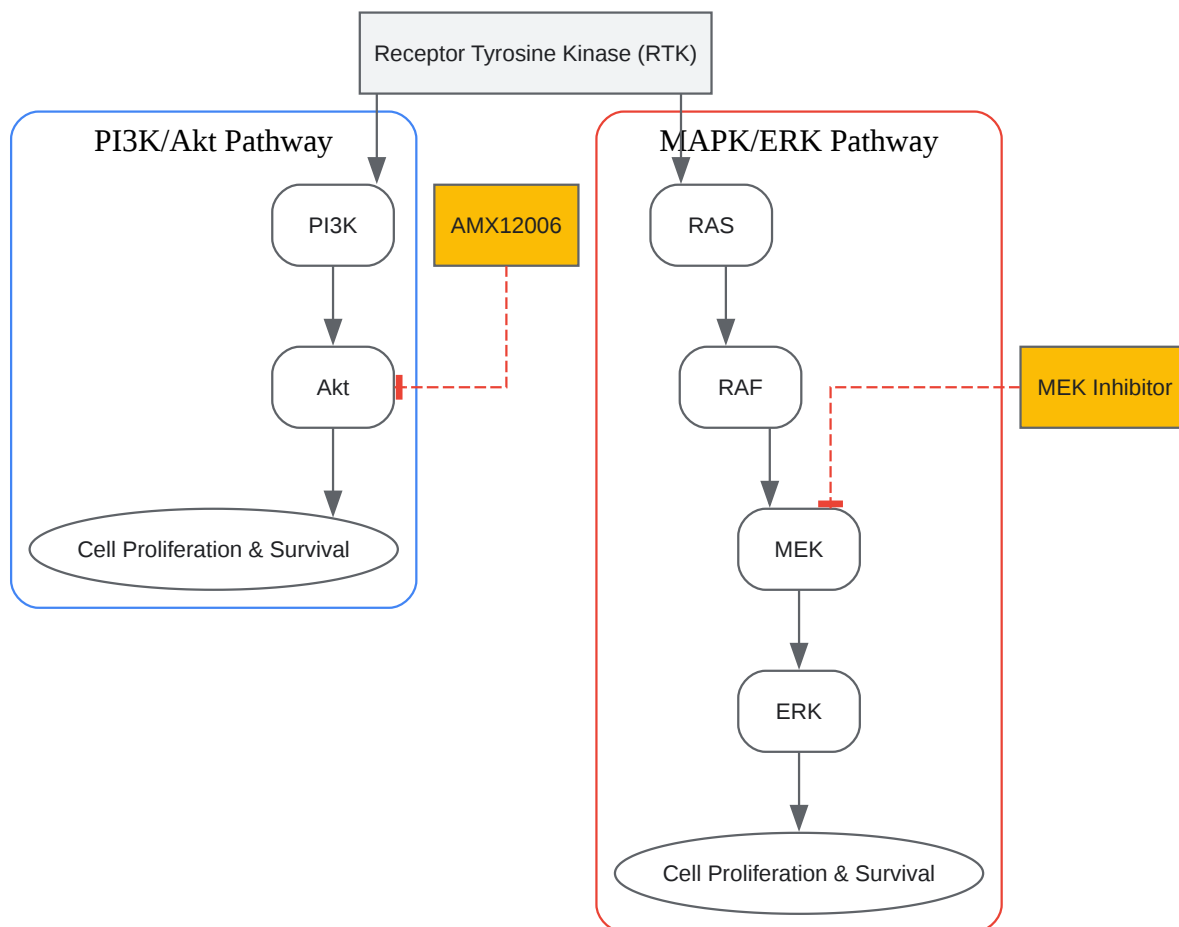 Receptor Tyrosine Kinase (RTK)
PI3K/Akt Pathway
MAPK/ERK Pathway
PI3K
AMX12006
RAS
Akt
RAF
MEK Inhibitor
Cell Proliferation & Survival
MEK
ERK
Cell Proliferation & Survival